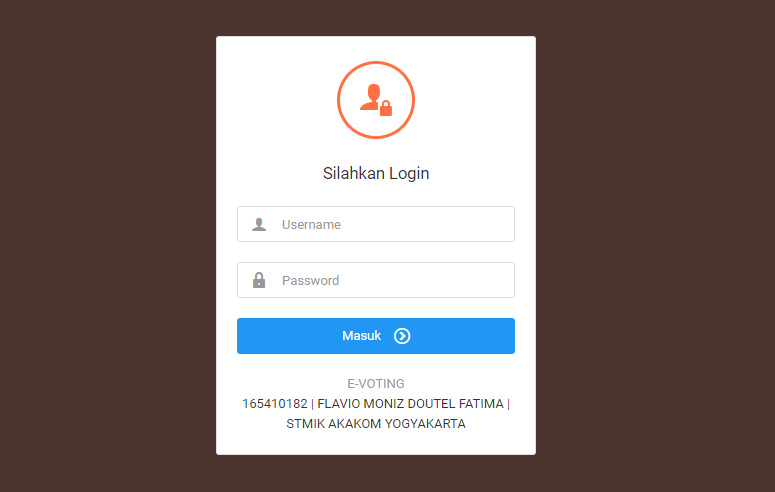 Silahkan Login
Username
Password
Masuk
E-VOTING
165410182 | FLAVIO MONIZ DOUTEL FATIMA |
STMIK AKAKOM YOGYAKARTA